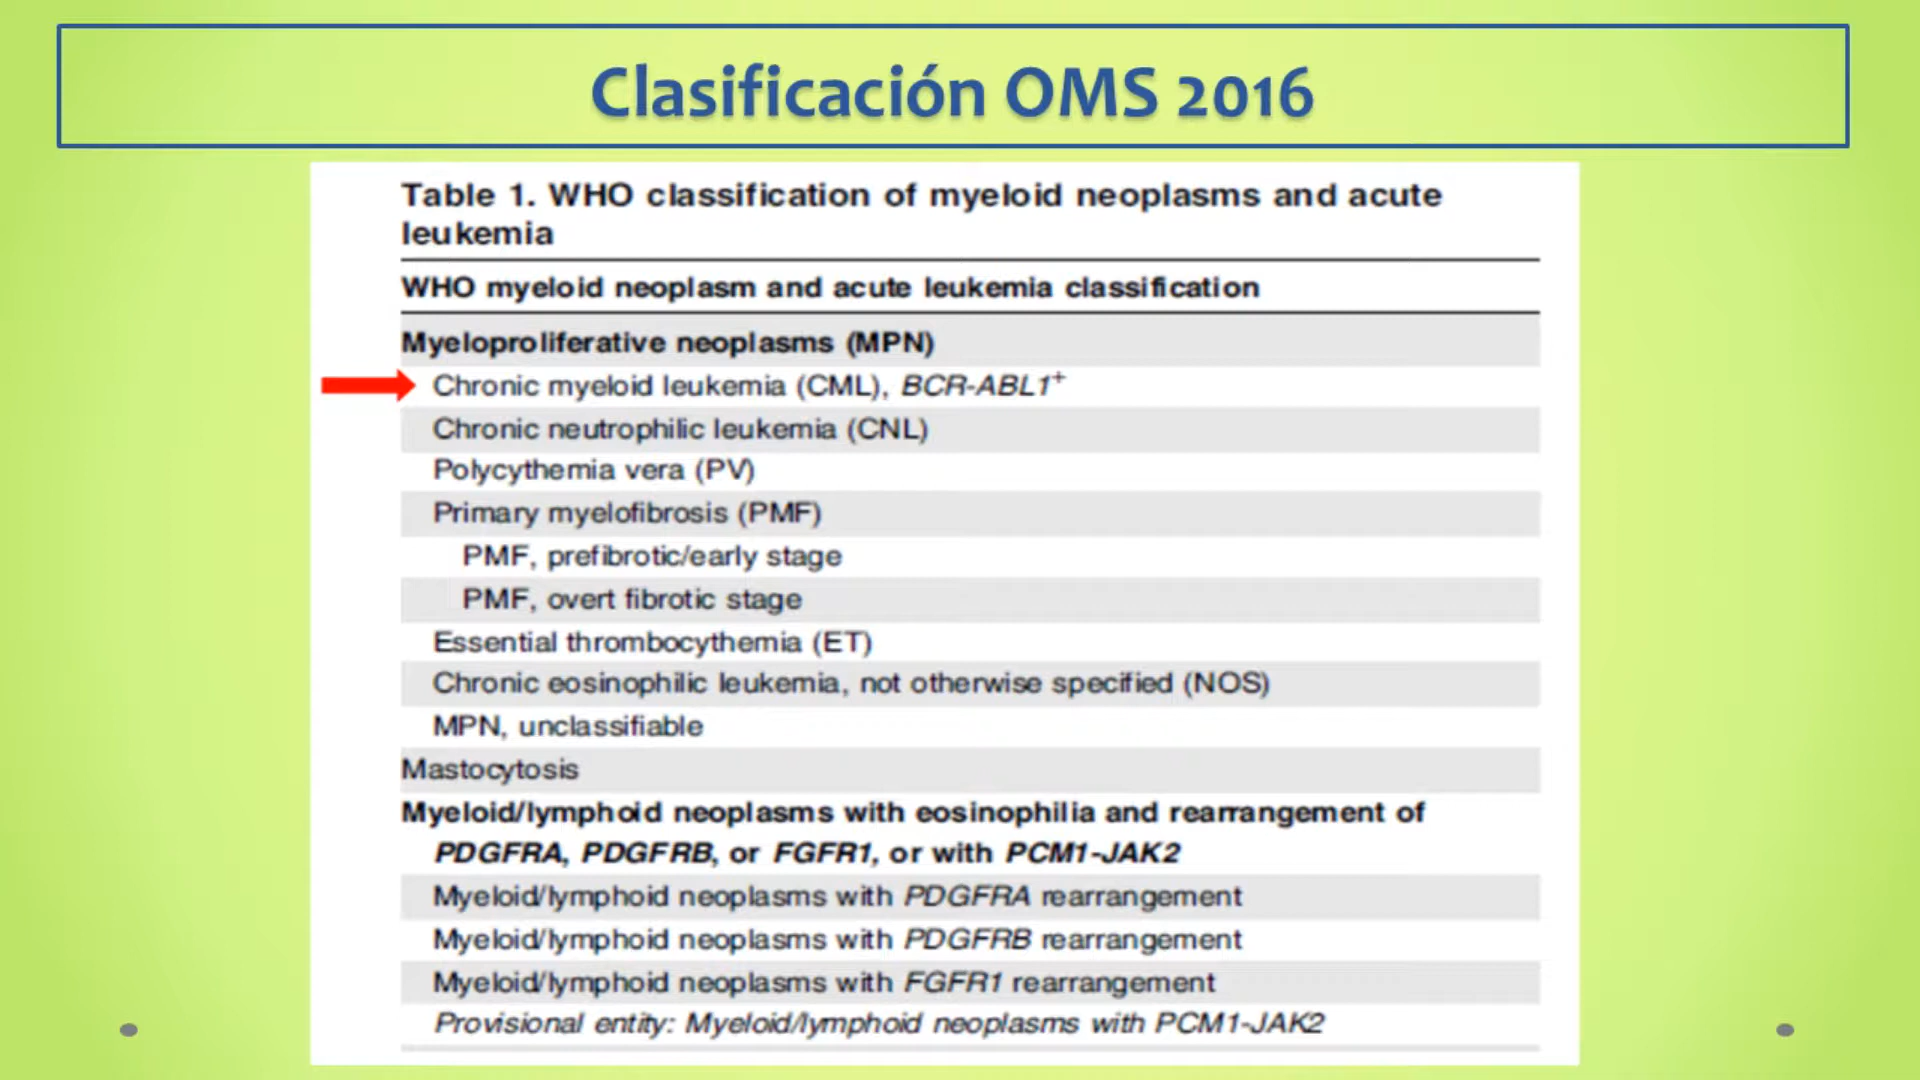 Clasificación OMS 2016
Table 1. WHO classification of myeloid neoplasms and acute
leukemia
WHO myeloid neoplasm and acute leukemia classification
Myeloproliferative neoplasms (MPN)
Chronic myeloid leukemia (CML), BCR-ABL1⁺
Chronic neutrophilic leukemia (CNL)
Polycythemia vera (PV)
Primary myelofibrosis (PMF)
PMF, prefibrotic/early stage
PMF, overt fibrotic stage
Essential thrombocythemia (ET)
Chronic eosinophilic leukemia, not otherwise specified (NOS)
MPN, unclassifiable
Mastocytosis
Myeloid/lymphoid neoplasms with eosinophilia and rearrangement of
PDGFRA, PDGFRB, or FGFR1, or with PCM1-JAK2
Myeloid/lymphoid neoplasms with PDGFRA rearrangement
Myeloid/lymphoid neoplasms with PDGFRB rearrangement
Myeloid/lymphoid neoplasms with FGFR1 rearrangement
Provisional entity: Myeloid/lymphoid neoplasms with PCM1-JAK2